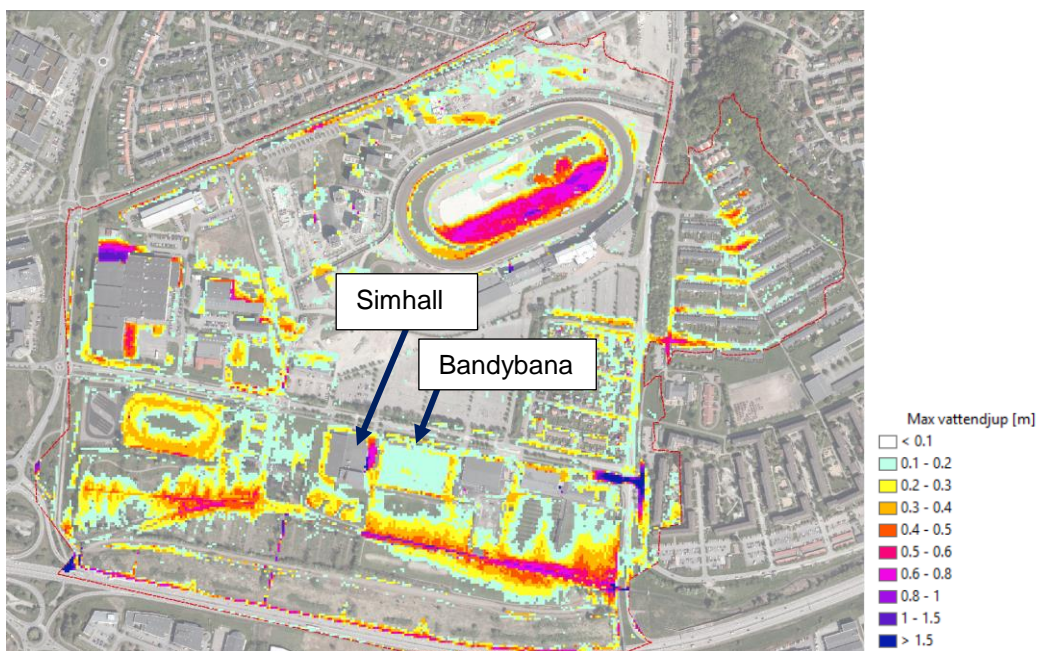 Simhall
Bandybana
Max vattendjup [m]
< 0.1
0.1 - 0.2
0.2 - 0.3
0.3 - 0.4
0.4 - 0.5
0.5 - 0.6
0.6 - 0.8
0.8 - 1
1 - 1.5
> 1.5